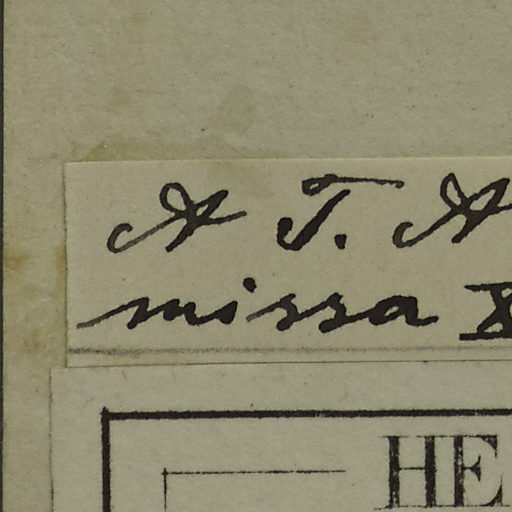 A T. A
missa X
HE